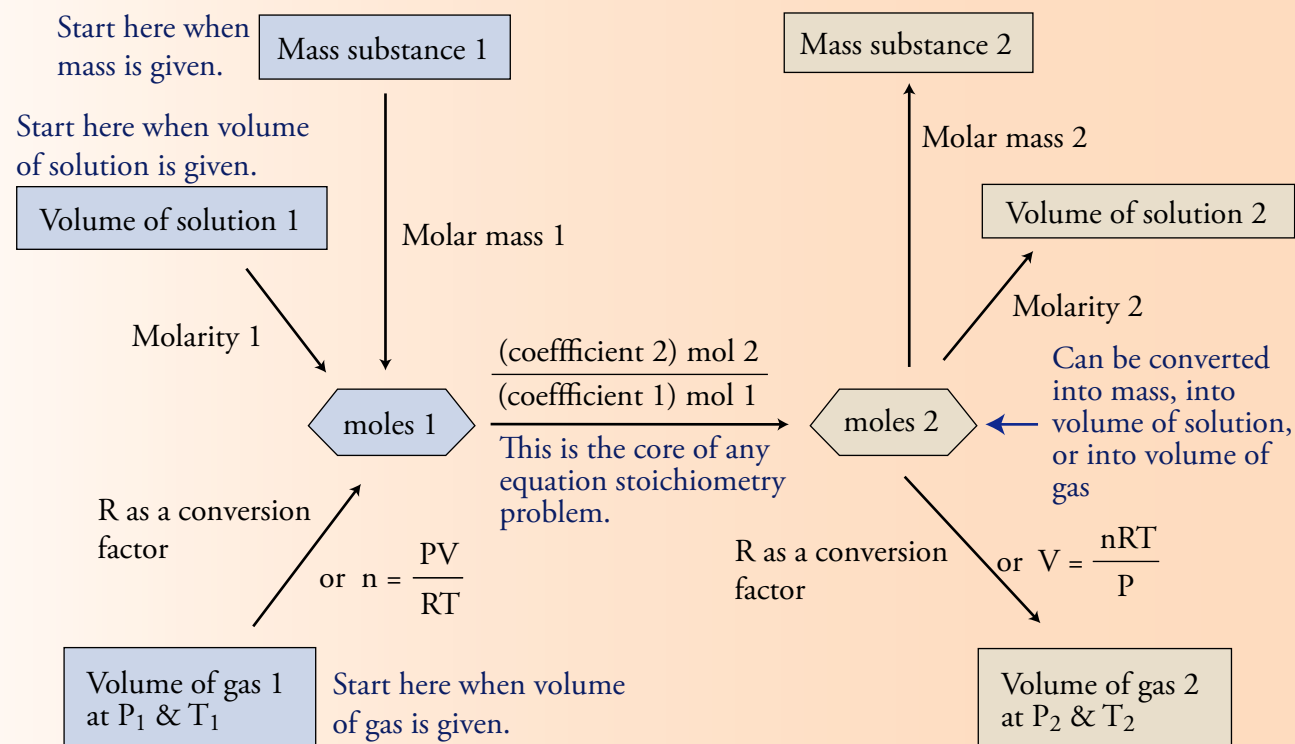 Start here when
mass is given.
Mass substance 1
Mass substance 2
Start here when volume
of solution is given.
Molar mass 2
Volume of solution 1
Volume of solution 2
Molar mass 1
Molarity 1
Molarity 2
(coeffficient 2) mol 2
(coeffficient 1) mol 1
moles 1
moles 2
This is the core of any
equation stoichiometry
problem.
Can be converted
into mass, into
volume of solution,
or into volume of
gas
R as a conversion
factor
or n = PV
RT
R as a conversion
factor
or V = nRT
P
Volume of gas 1
at P₁ & T₁
Start here when volume
of gas is given.
Volume of gas 2
at P₂ & T₂